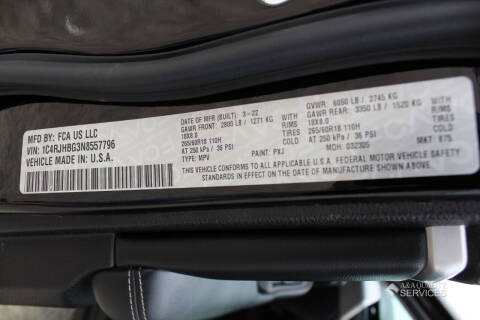 MFD BY: FCA US LLC
VIN: 1C4RJHBG3N8557796
VEHICLE MADE IN U.S.A.
DATE OF MFR (BUILT): 3-22
GAWR FRONT: 2800 LB / 1271 KG WITH
18X8.0 RIMS
265/60R18 110H TIRES
AT 250 kPa / 36 PSI COLD
TYPE: MPV PAINT: PXJ
GVWR: 6050 LB / 2745 KG
GAWR REAR: 3350 LB / 1520 KG WITH
18X8.0 RIMS
265/60R18 110H TIRES
AT 250 kPa / 36 PSI COLD
MDH: 032305 MKT
THIS VEHICLE CONFORMS TO ALL APPLICABLE FEDERAL MOTOR VEHICLE SAFETY
STANDARDS IN EFFECT ON THE DATE OF MANUFACTURE SHOWN ABOVE.
A&A QUALITY
SERVICES